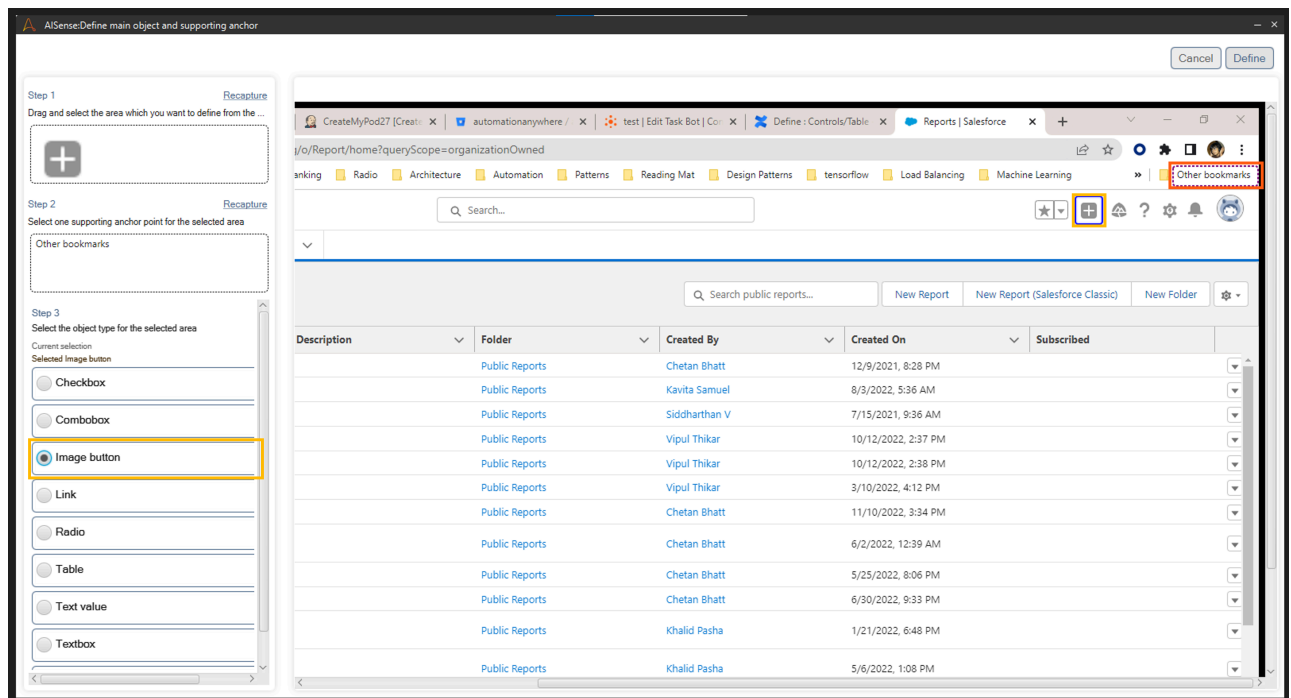 AISense:Define main object and supporting anchor
Cancel
Define
Step 1
Recapture
Drag and select the area which you want to define from the ...
Step 2
Recapture
Select one supporting anchor point for the selected area
Other bookmarks
Step 3
Select the object type for the selected area
Current selection
Selected Image button
Checkbox
Combobox
Image button
Link
Radio
Table
Text value
Textbox
CreateMyPod27 [Create
automationanywhere /
test | Edit Task Bot | Cor
Define : Controls/Table
Reports | Salesforce
g/o/Report/home?queryScope=organizationOwned
anking
Radio
Architecture
Automation
Patterns
Reading Mat
Design Patterns
tensorflow
Load Balancing
Machine Learning
»
Other bookmarks
Search...
Search public reports...
New Report
New Report (Salesforce Classic)
New Folder
Description Folder Created By Created On Subscribed
Public Reports Chetan Bhatt 12/9/2021, 8:28 PM
Public Reports Kavita Samuel 8/3/2022, 5:36 AM
Public Reports Siddharthan V 7/15/2021, 9:36 AM
Public Reports Vipul Thikar 10/12/2022, 2:37 PM
Public Reports Vipul Thikar 10/12/2022, 2:38 PM
Public Reports Vipul Thikar 3/10/2022, 4:12 PM
Public Reports Chetan Bhatt 11/10/2022, 3:34 PM
Public Reports Chetan Bhatt 6/2/2022, 12:39 AM
Public Reports Chetan Bhatt 5/25/2022, 8:06 PM
Public Reports Chetan Bhatt 6/30/2022, 9:33 PM
Public Reports Khalid Pasha 1/21/2022, 6:48 PM
Public Reports Khalid Pasha 5/6/2022, 1:08 PM